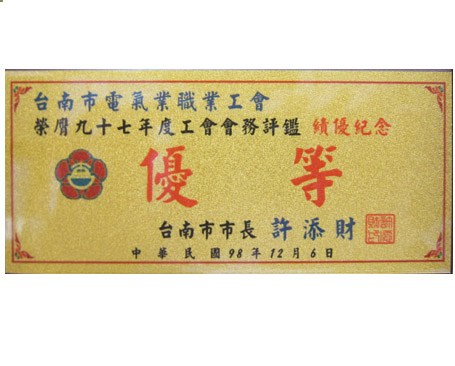 台南市電氣業職業工會
榮膺九十七年度工會會務評鑑 績優紀念
優等
台南市市長 許添財
中華民國98年12月6日